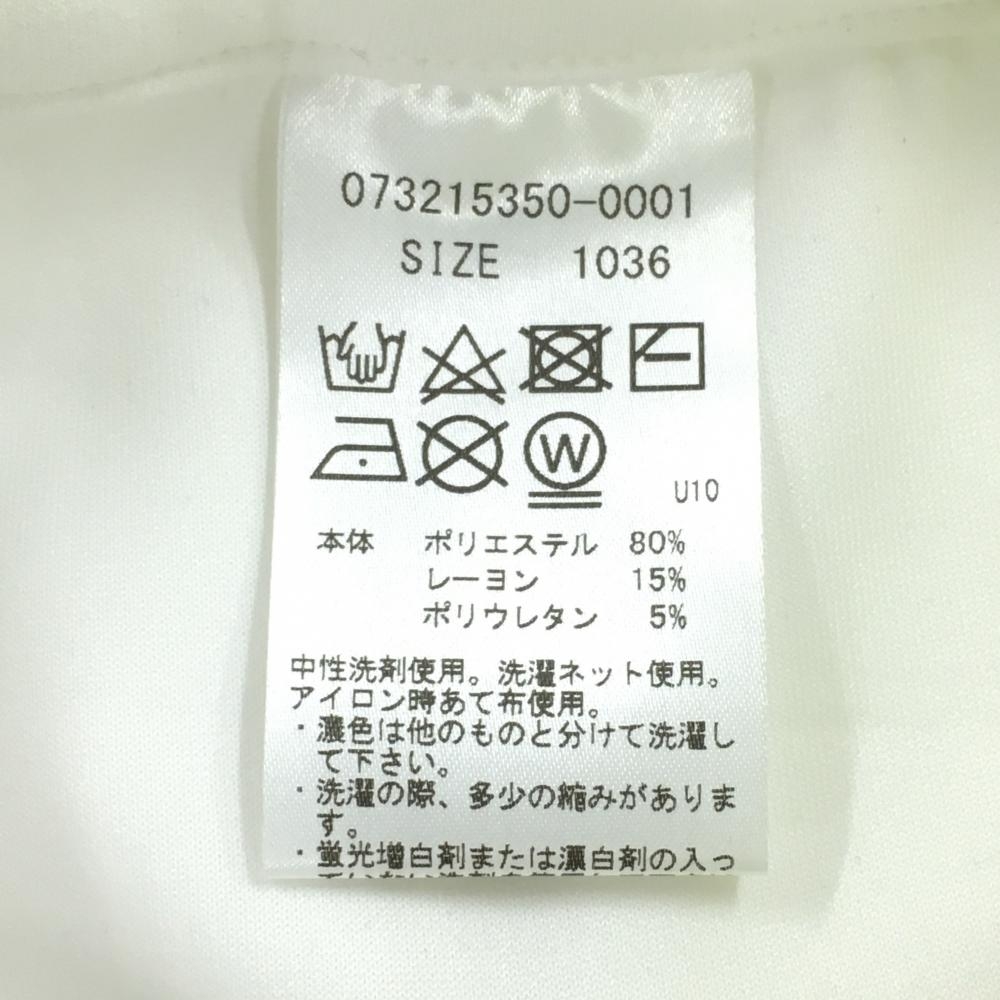 073215350-0001
SIZE 1036
W
U10
本体 ポリエステル 80%
レーヨン 15%
ポリウレタン 5%
中性洗剤使用。洗濯ネット使用。
アイロン時あて布使用。
・濃色は他のものと分けて洗濯し
て下さい。
・洗濯の際、多少の縮みがありま
す。
・蛍光増白剤または漂白剤の入っ